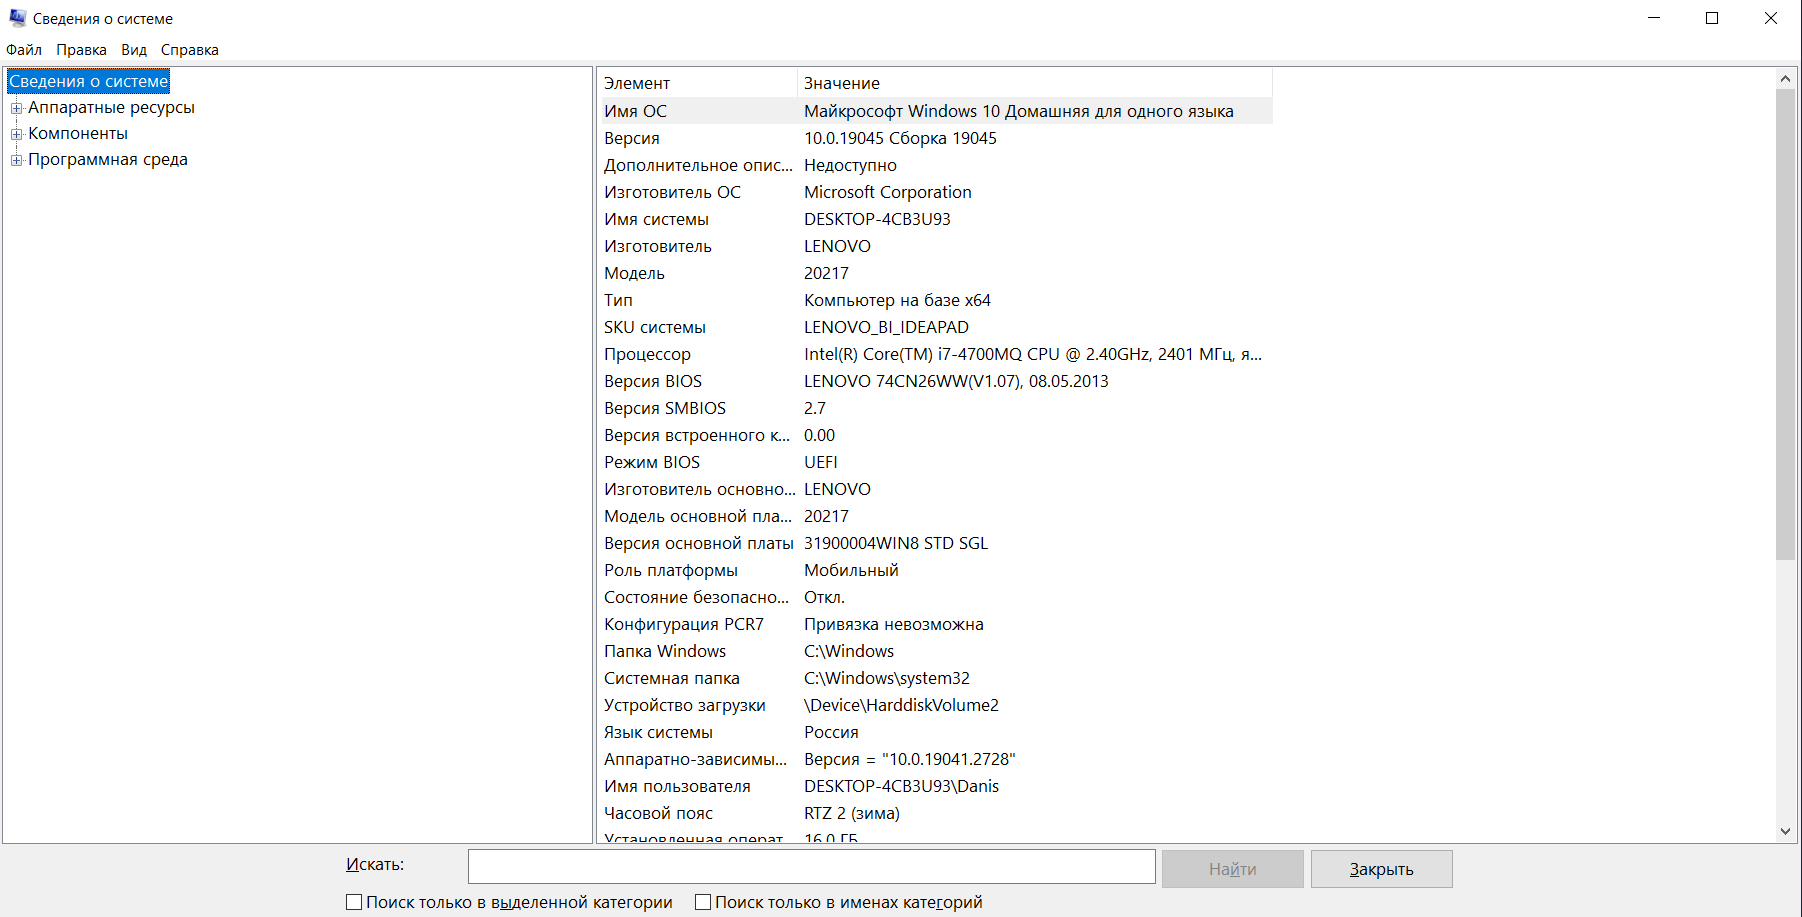 Сведения о системе
Файл Правка Вид Справка
Сведения о системе
Аппаратные ресурсы
Компоненты
Программная среда
Элемент Значение
Имя ОС Майкрософт Windows 10 Домашняя для одного языка
Версия 10.0.19045 Сборка 19045
Дополнительное опис... Недоступно
Изготовитель ОС Microsoft Corporation
Имя системы DESKTOP-4CB3U93
Изготовитель LENOVO
Модель 20217
Тип Компьютер на базе x64
SKU системы LENOVO_BI_IDEAPAD
Процессор Intel(R) Core(TM) i7-4700MQ CPU @ 2.40GHz, 2401 МГц, я...
Версия BIOS LENOVO 74CN26WW(V1.07), 08.05.2013
Версия SMBIOS 2.7
Версия встроенного к... 0.00
Режим BIOS UEFI
Изготовитель основно... LENOVO
Модель основной пла... 20217
Версия основной платы 31900004WIN8 STD SGL
Роль платформы Мобильный
Состояние безопасно... Откл.
Конфигурация PCR7 Привязка невозможна
Папка Windows C:\Windows
Системная папка C:\Windows\system32
Устройство загрузки \Device\HarddiskVolume2
Язык системы Россия
Аппаратно-зависимы... Версия = "10.0.19041.2728"
Имя пользователя DESKTOP-4CB3U93\Danis
Часовой пояс RTZ 2 (зима)
Установленная операт... 16,0 ГБ
Искать: Найти Закрыть
Поиск только в выделенной категории Поиск только в именах категорий